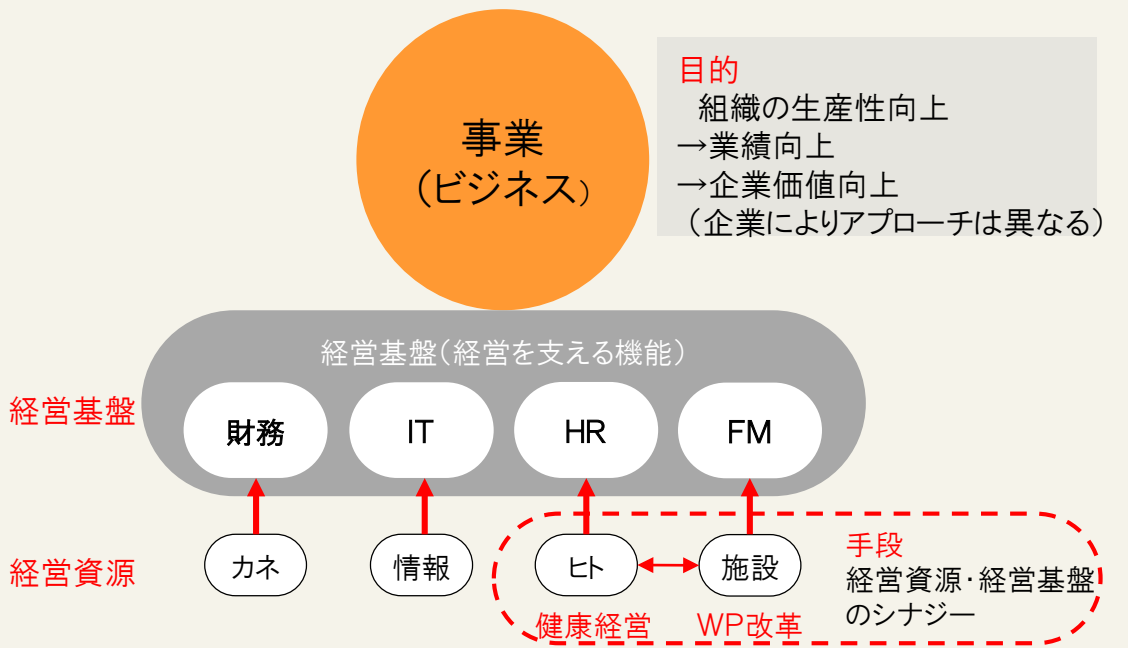 事業
（ビジネス）
目的
組織の生産性向上
→業績向上
→企業価値向上
（企業によりアプローチは異なる）
経営基盤（経営を支える機能）
経営基盤
財務
IT
HR
FM
経営資源
カネ
情報
ヒト
施設
手段
経営資源・経営基盤
のシナジー
健康経営
WP改革